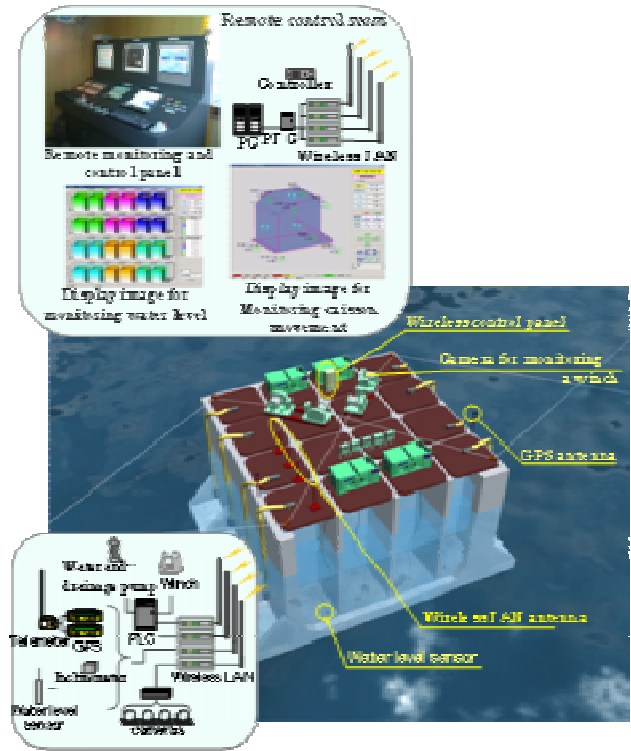 Remote control room
Controller
PC
Wireless LAN
Remote monitoring and
control panel
Display image for
monitoring water level
Display image for
Monitoring caisson
movement
Wireless control panel
Camera for monitoring
a winch
GPS antenna
Wireless LAN antenna
Water level sensor
Water and
drainage pump
Winch
PLC
Telemeter
GPS
Inclinometer
Wireless LAN
Water level
sensor
Cameras